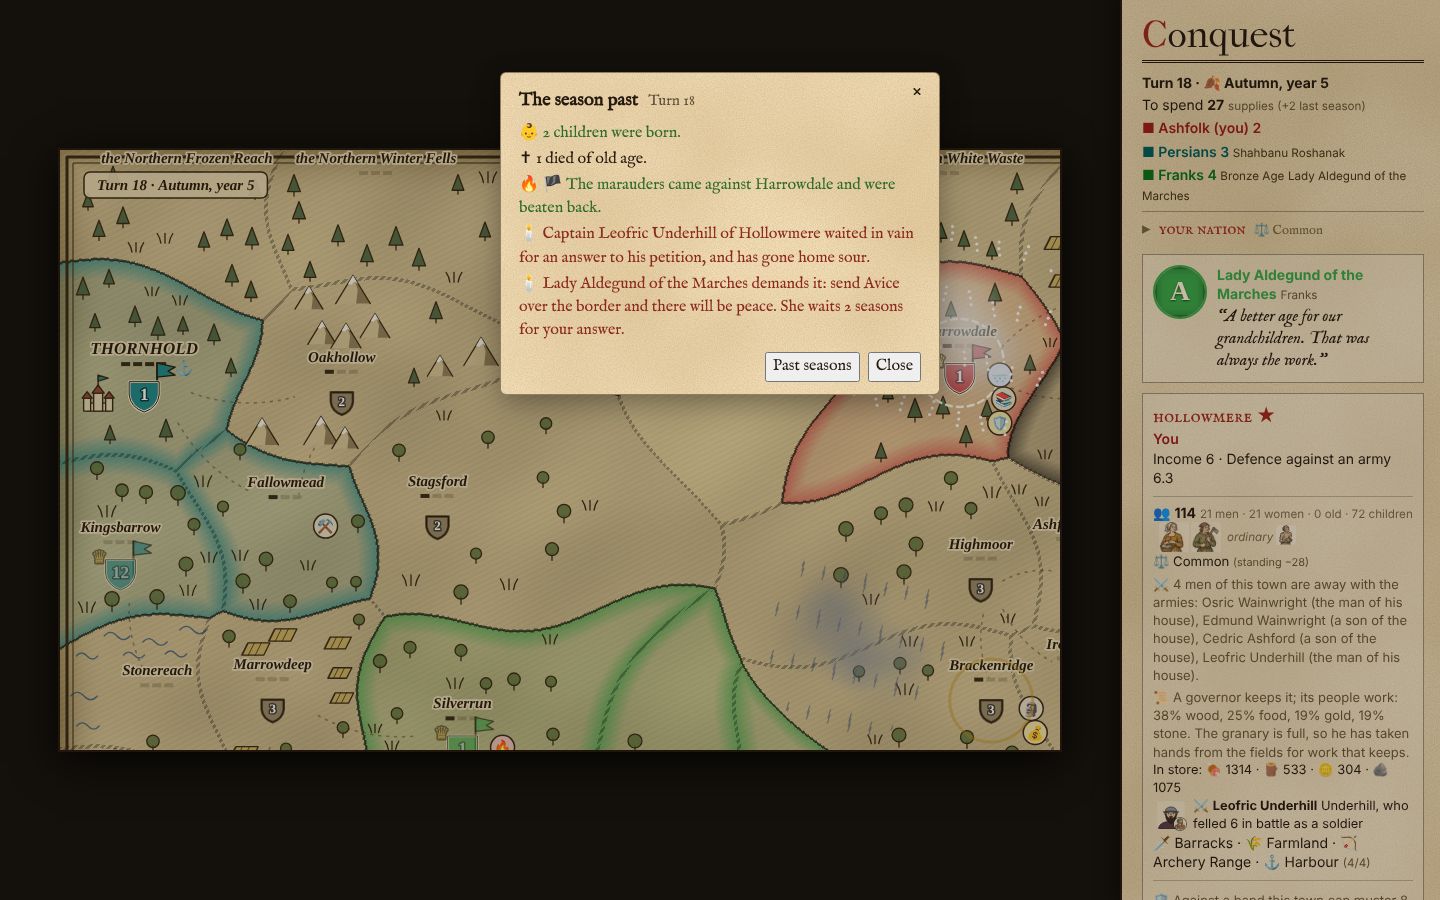 the Northern Frozen Reach
the Northern Winter Fells
White Waste
Turn 18 · Autumn, year 5
THORNHOLD
1
Oakhollow
2
Fallowmead
Stagsford
2
Kingsbarrow
12
Stonereach
Marrowdeep
3
Silverrun
1
rrowdale
1
Highmoor
3
Brackenridge
3
The season past Turn 18
×
👶 2 children were born.
✝ 1 died of old age.
🔥 🏴 The marauders came against Harrowdale and were
beaten back.
🕯️ Captain Leofric Underhill of Hollowmere waited in vain
for an answer to his petition, and has gone home sour.
🕯️ Lady Aldegund of the Marches demands it: send Avice
over the border and there will be peace. She waits 2 seasons
for your answer.
Past seasons
Close
Conquest
Turn 18 · 🍂 Autumn, year 5
To spend 27 supplies (+2 last season)
■ Ashfolk (you) 2
■ Persians 3 Shahbanu Roshanak
■ Franks 4 Bronze Age Lady Aldegund of the
Marches
▶ YOUR NATION ⚖️ Common
A
Lady Aldegund of the
Marches Franks
“A better age for our
grandchildren. That was
always the work.”
HOLLOWMERE ★
You
Income 6 · Defence against an army
6.3
👥 114 21 men · 21 women · 0 old · 72 children
ordinary
⚖️ Common (standing −28)
⚔️ 4 men of this town are away with the
armies: Osric Wainwright (the man of his
house), Edmund Wainwright (a son of the
house), Cedric Ashford (a son of the
house), Leofric Underhill (the man of his
house).
📜 A governor keeps it; its people work:
38% wood, 25% food, 19% gold, 19%
stone. The granary is full, so he has taken
hands from the fields for work that keeps.
In store: 🍖 1314 · 🪵 533 · 🪙 304 · 🪨
1075
⚔️ Leofric Underhill Underhill, who
felled 6 in battle as a soldier
🗡️ Barracks · 🌾 Farmland · 🏹
Archery Range · ⚓ Harbour (4/4)